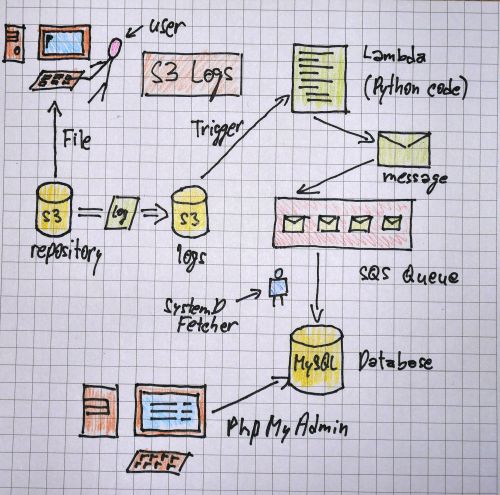 user
S3 Logs
Lambda
(Python code)
Trigger
File
message
S3
log
S3
repository
logs
SQS Queue
SystemD
Fetcher
MySQL
Database
Php My Admin